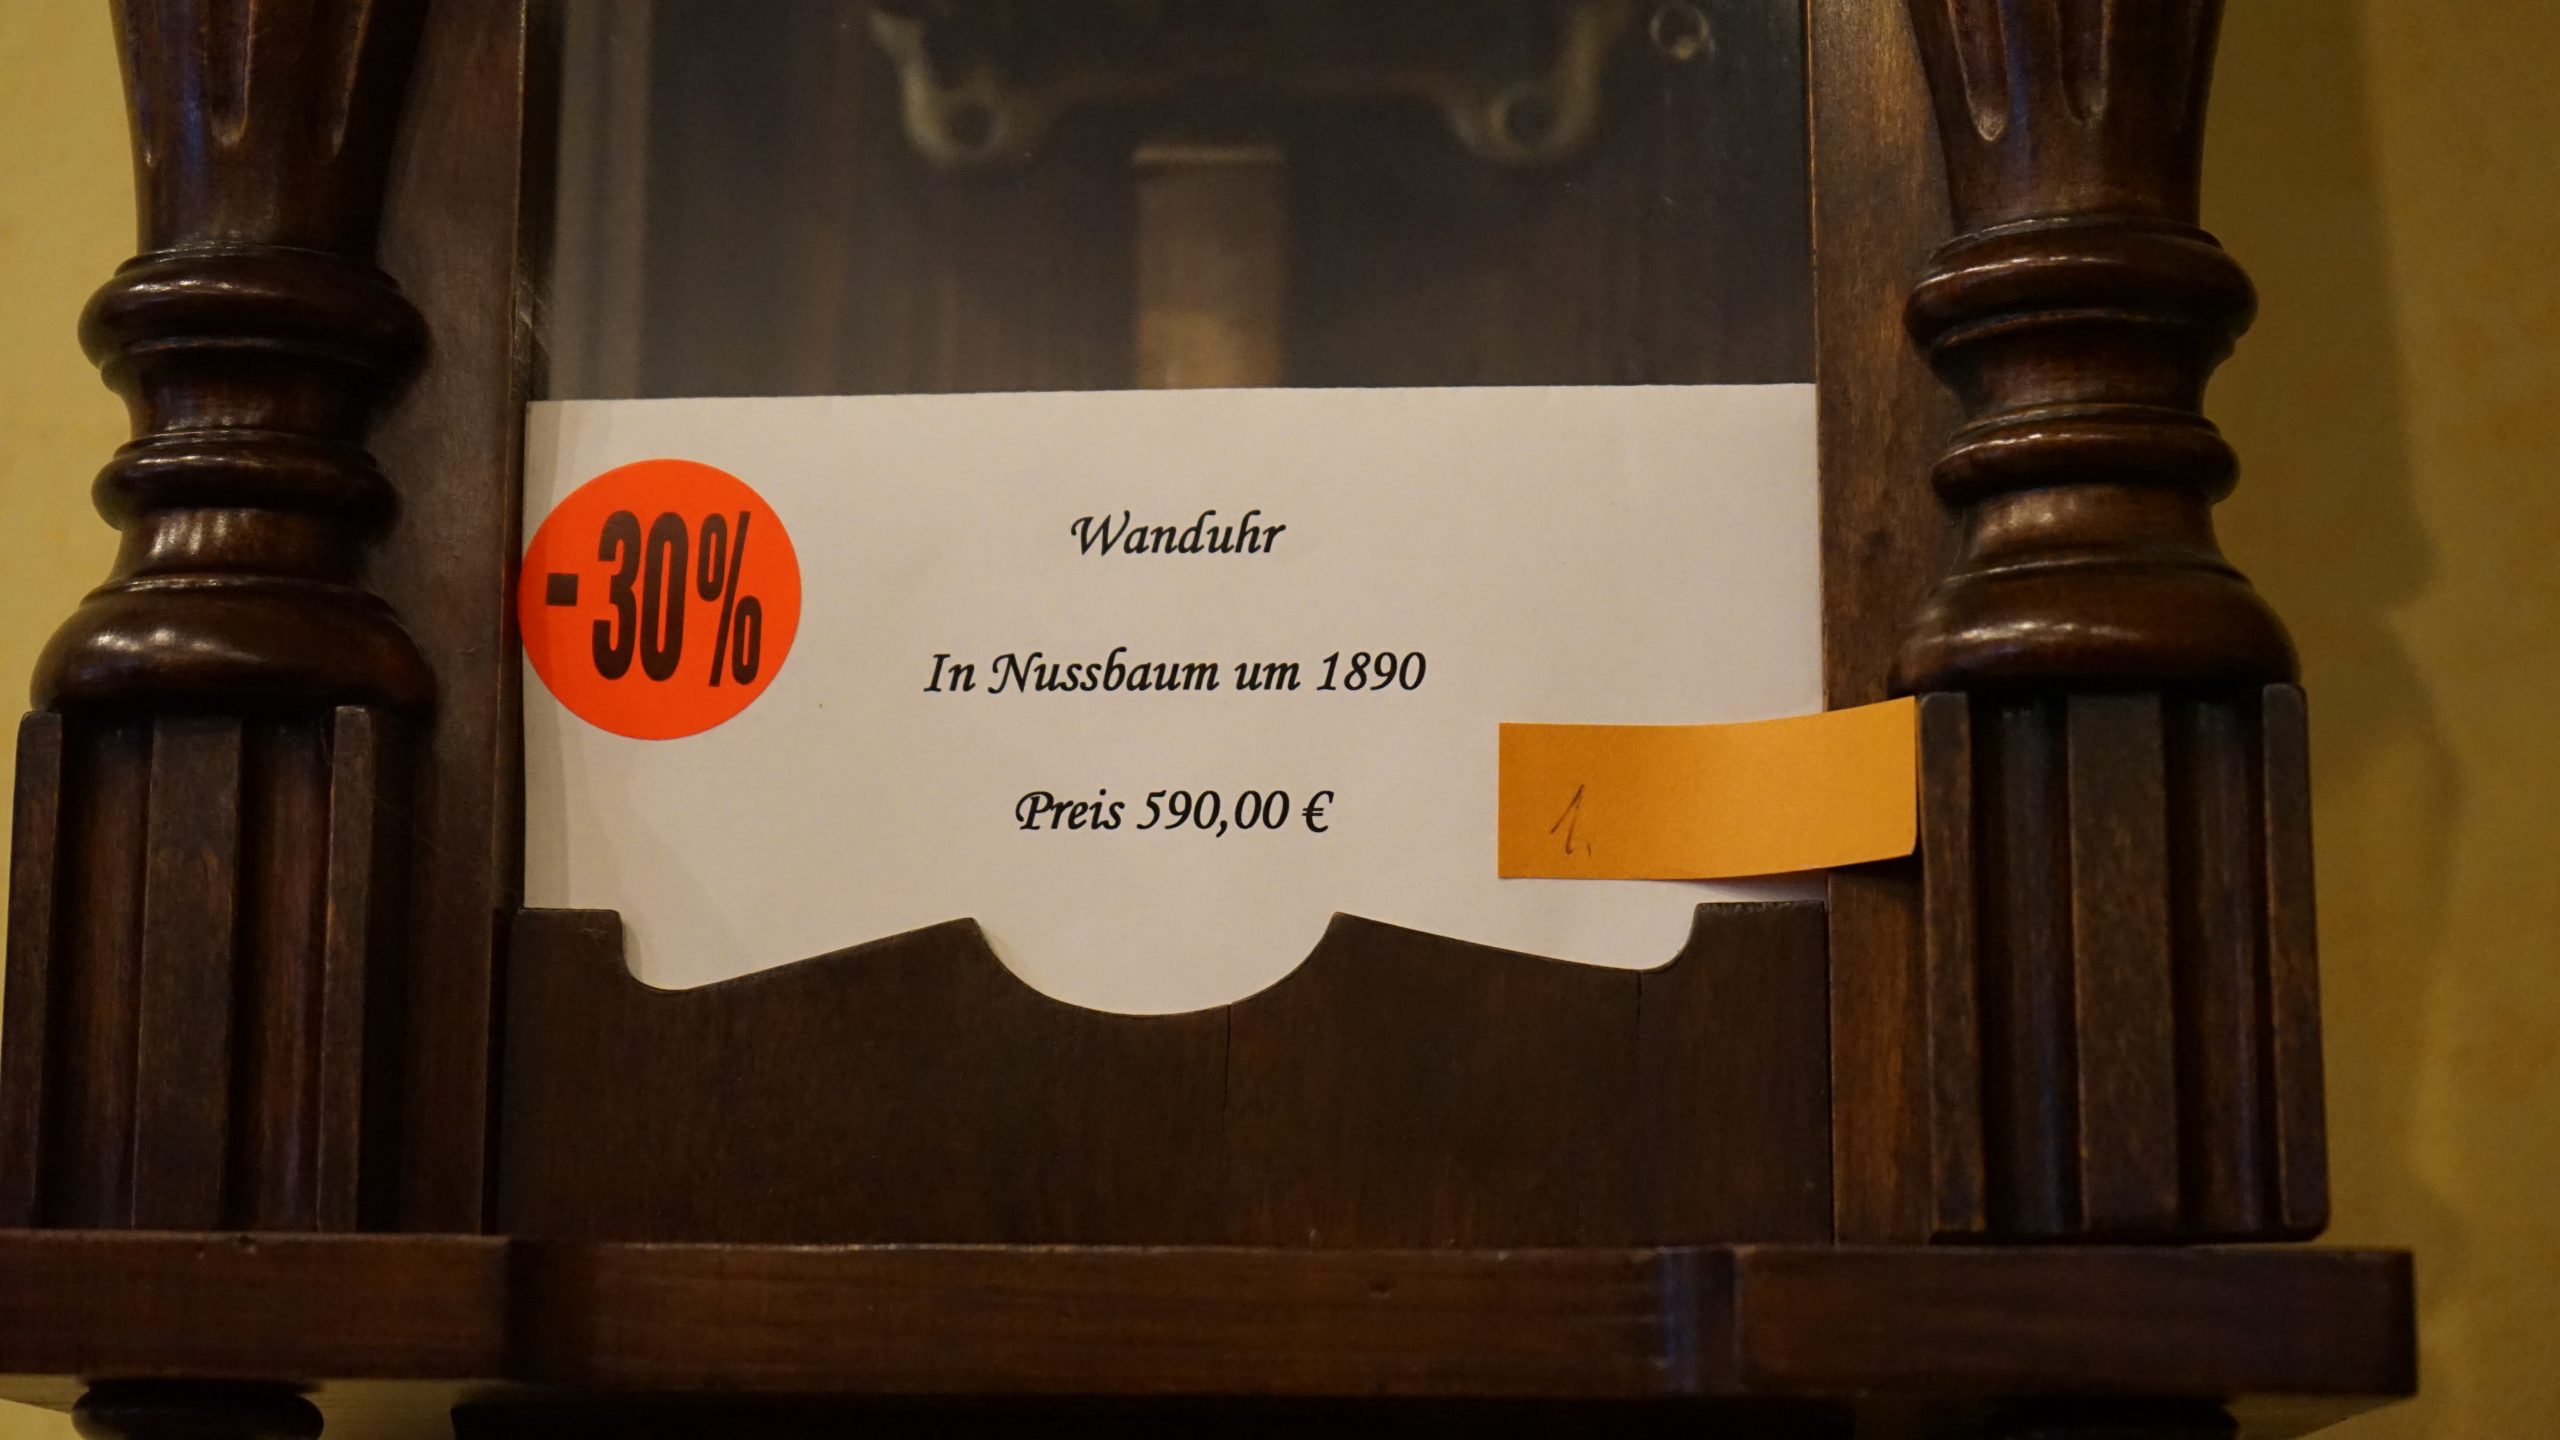 -30%
Wanduhr
In Nussbaum um 1890
Preis 590,00 €
1.